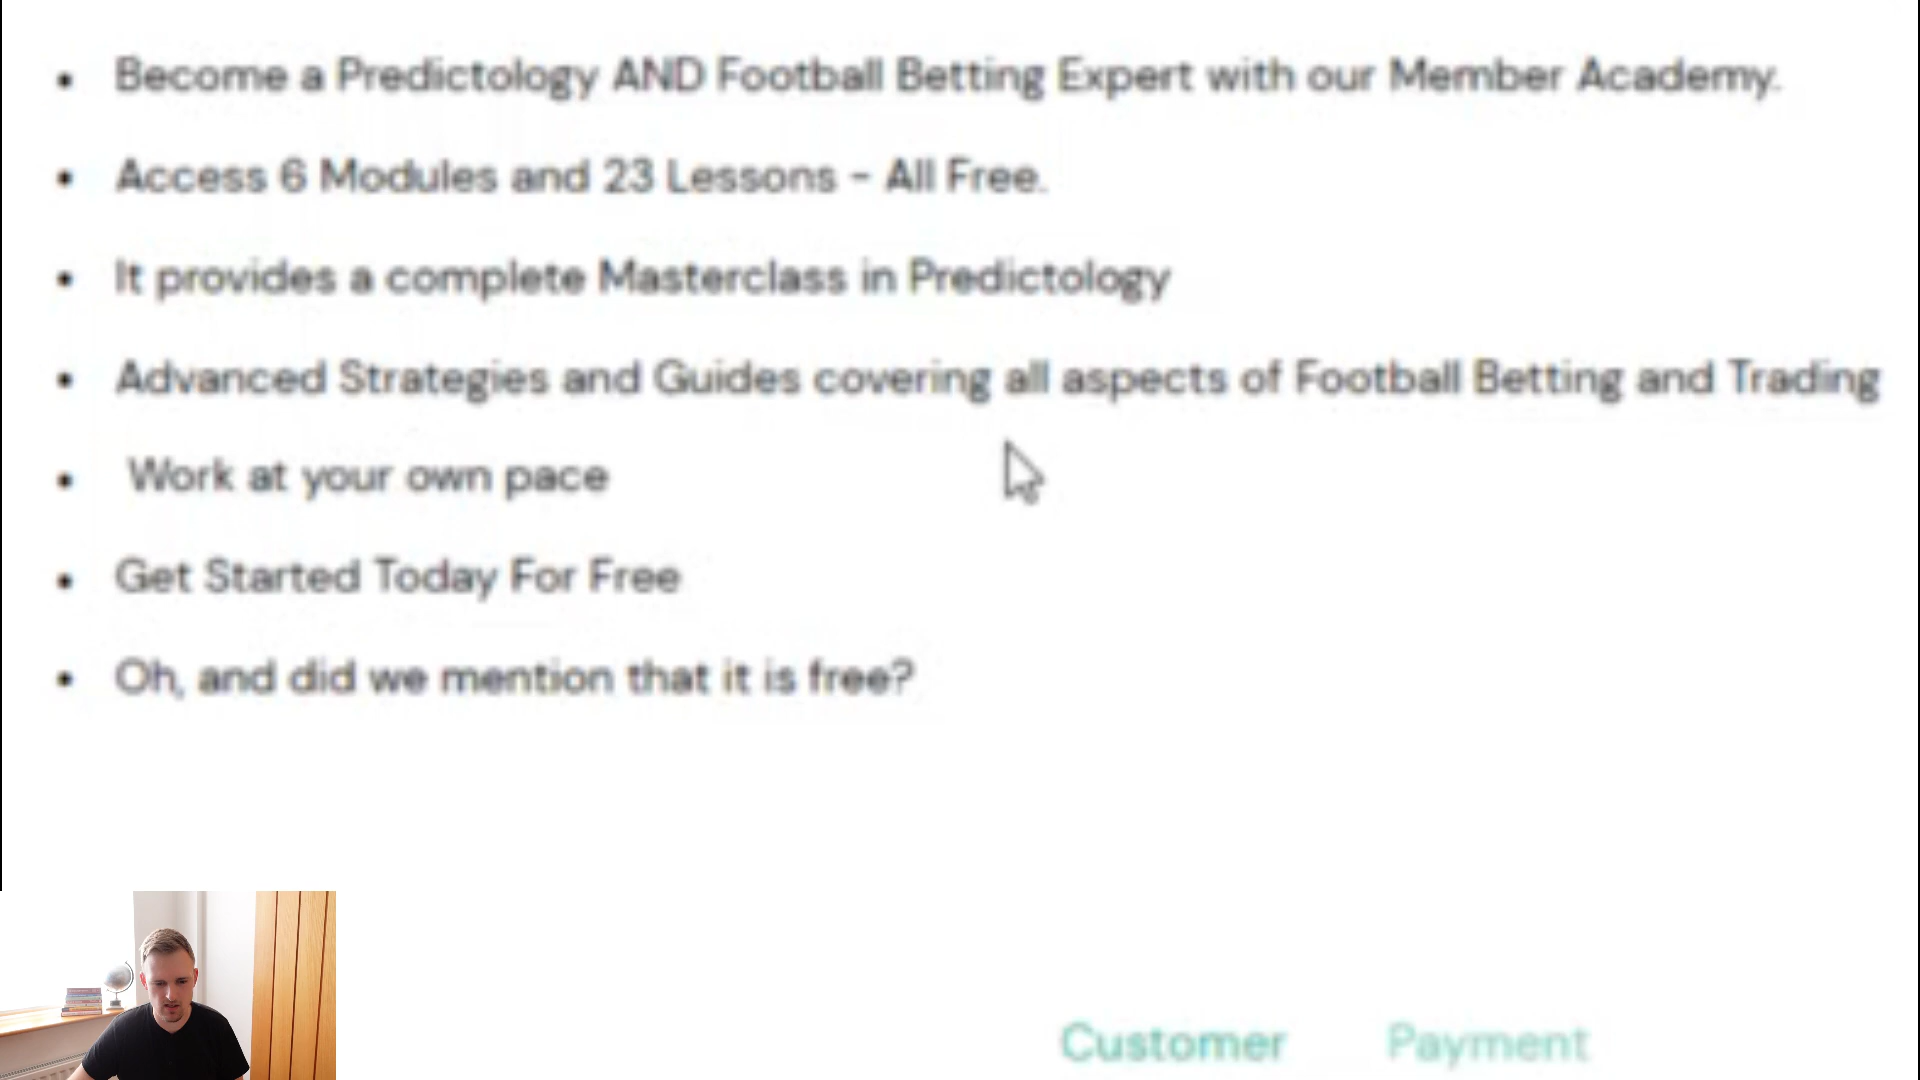 Become a Predictology AND Football Betting Expert with our Member Academy.
Access 6 Modules and 23 Lessons - All Free.
It provides a complete Masterclass in Predictology
Advanced Strategies and Guides covering all aspects of Football Betting and Trading
Work at your own pace
Get Started Today For Free
Oh, and did we mention that it is free?
Customer Payment